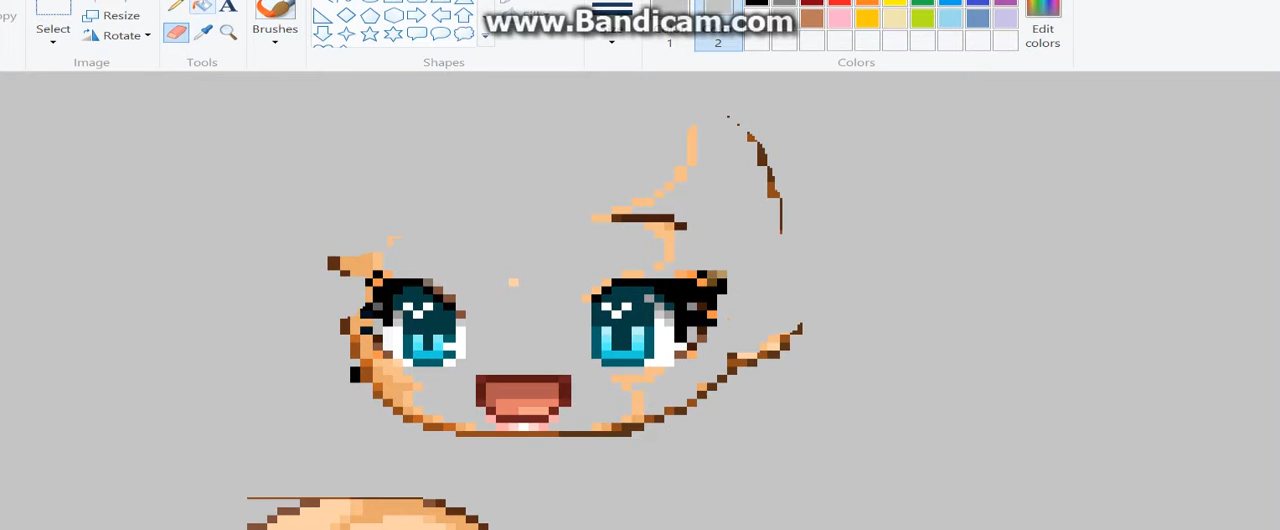 www.Bandicam.com
Resize
Select
Rotate
A
Brushes
1
2
Edit
colors
Image
Tools
Shapes
Colors